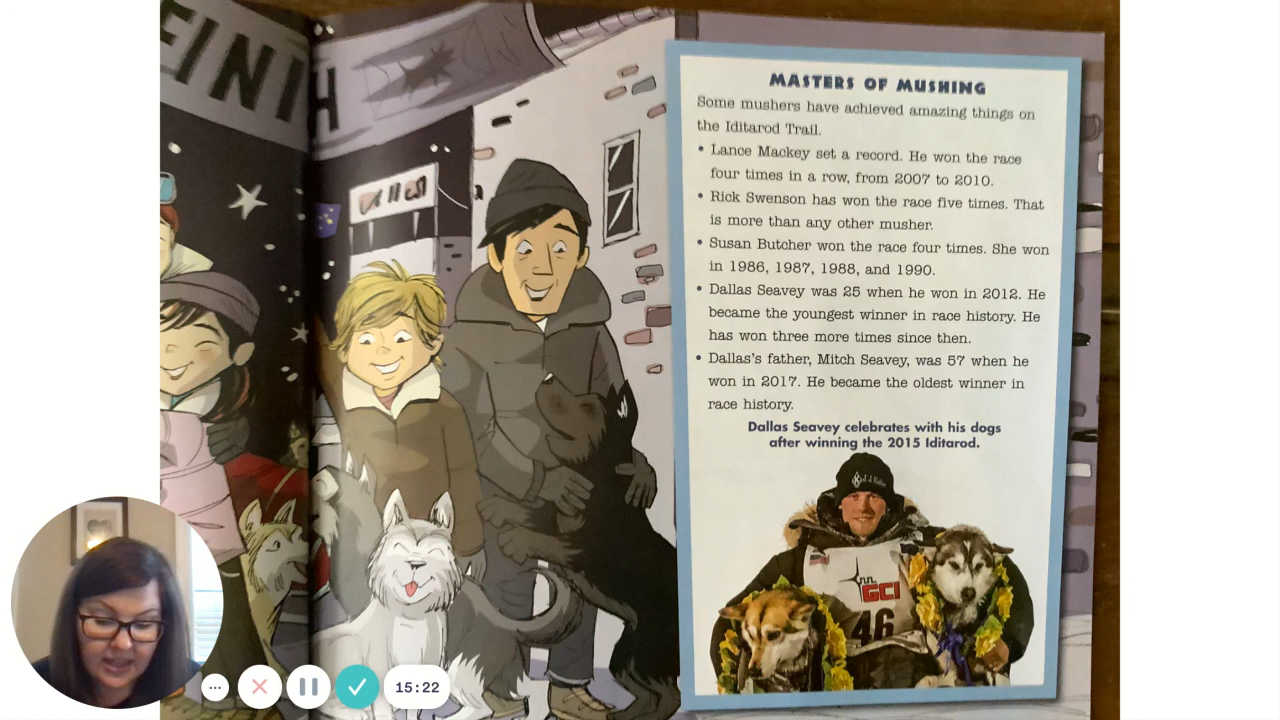 FINI
H
MASTERS OF MUSHING
Some mushers have achieved amazing things on
the Iditarod Trail.
• Lance Mackey set a record. He won the race
four times in a row, from 2007 to 2010.
• Rick Swenson has won the race five times. That
is more than any other musher.
• Susan Butcher won the race four times. She won
in 1986, 1987, 1988, and 1990.
• Dallas Seavey was 25 when he won in 2012. He
became the youngest winner in race history. He
has won three more times since then.
• Dallas's father, Mitch Seavey, was 57 when he
won in 2017. He became the oldest winner in
race history.
Dallas Seavey celebrates with his dogs
after winning the 2015 Iditarod.
GCI
46
15:22